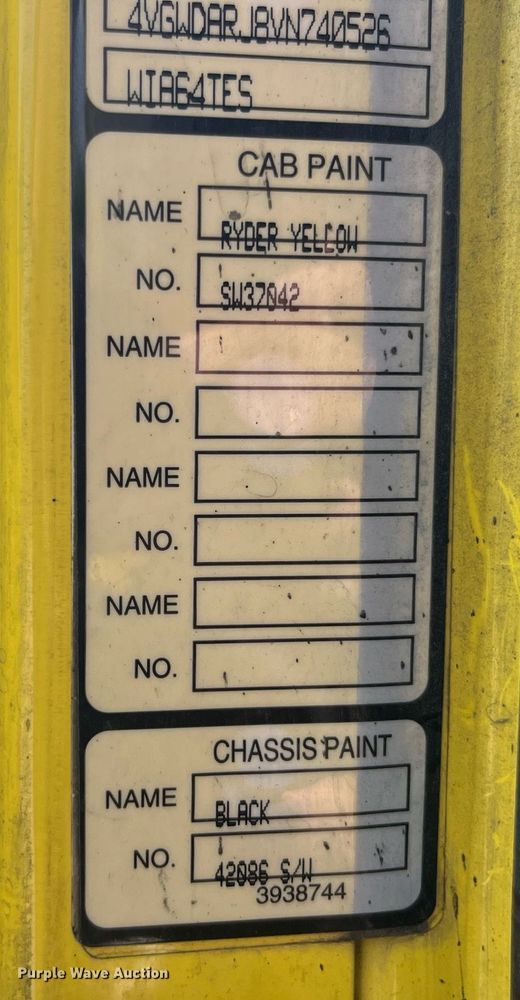 4VGWDARJ8VN740526
WIA64TES
CAB PAINT
NAME RYDER YELLOW
NO. SW37042
NAME
NO.
NAME
NO.
NAME
NO.
CHASSIS PAINT
NAME BLACK
NO. 42086 S/W
3938744
Purple Wave Auction